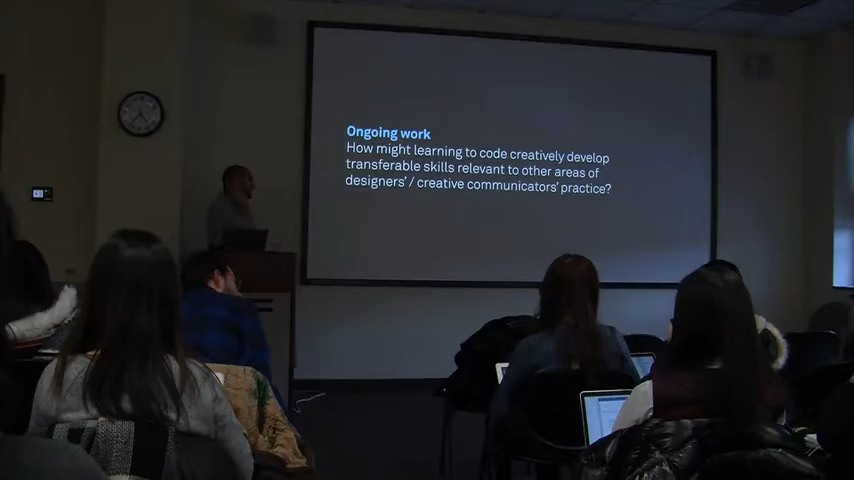 Ongoing work
How might learning to code creatively develop
transferable skills relevant to other areas of
designers' / creative communicators' practice?